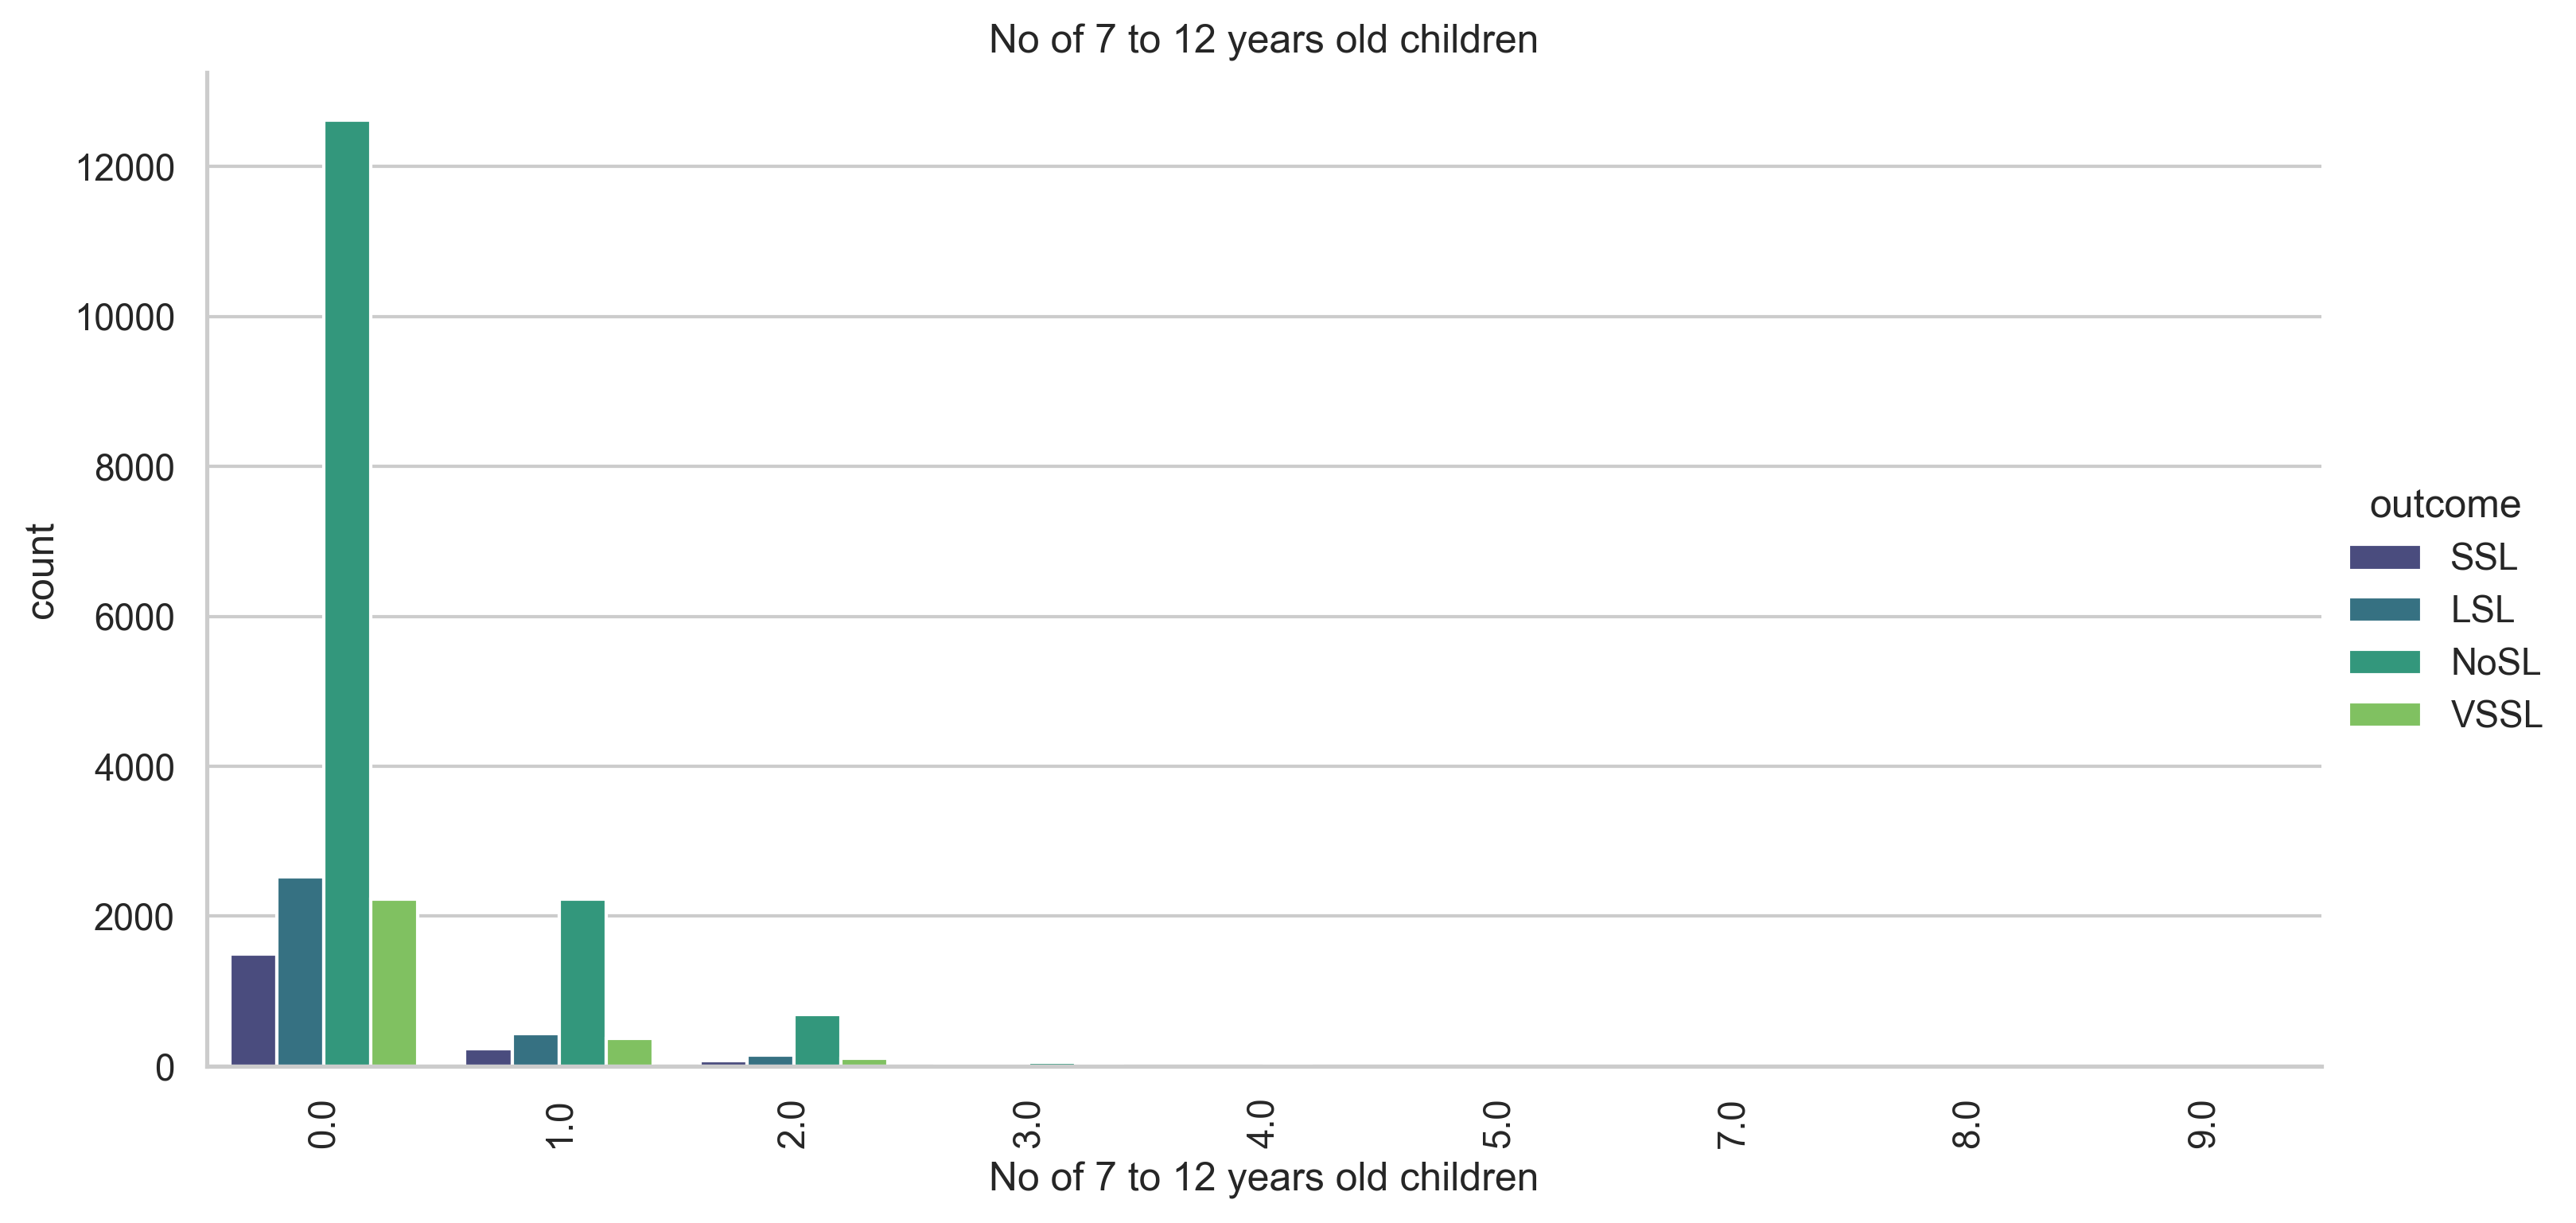 No of 7 to 12 years old children
12000
10000
8000
6000
4000
2000
0
count
0.0
1.0
2.0
3.0
4.0
5.0
7.0
8.0
9.0
No of 7 to 12 years old children
outcome
SSL
LSL
NoSL
VSSL